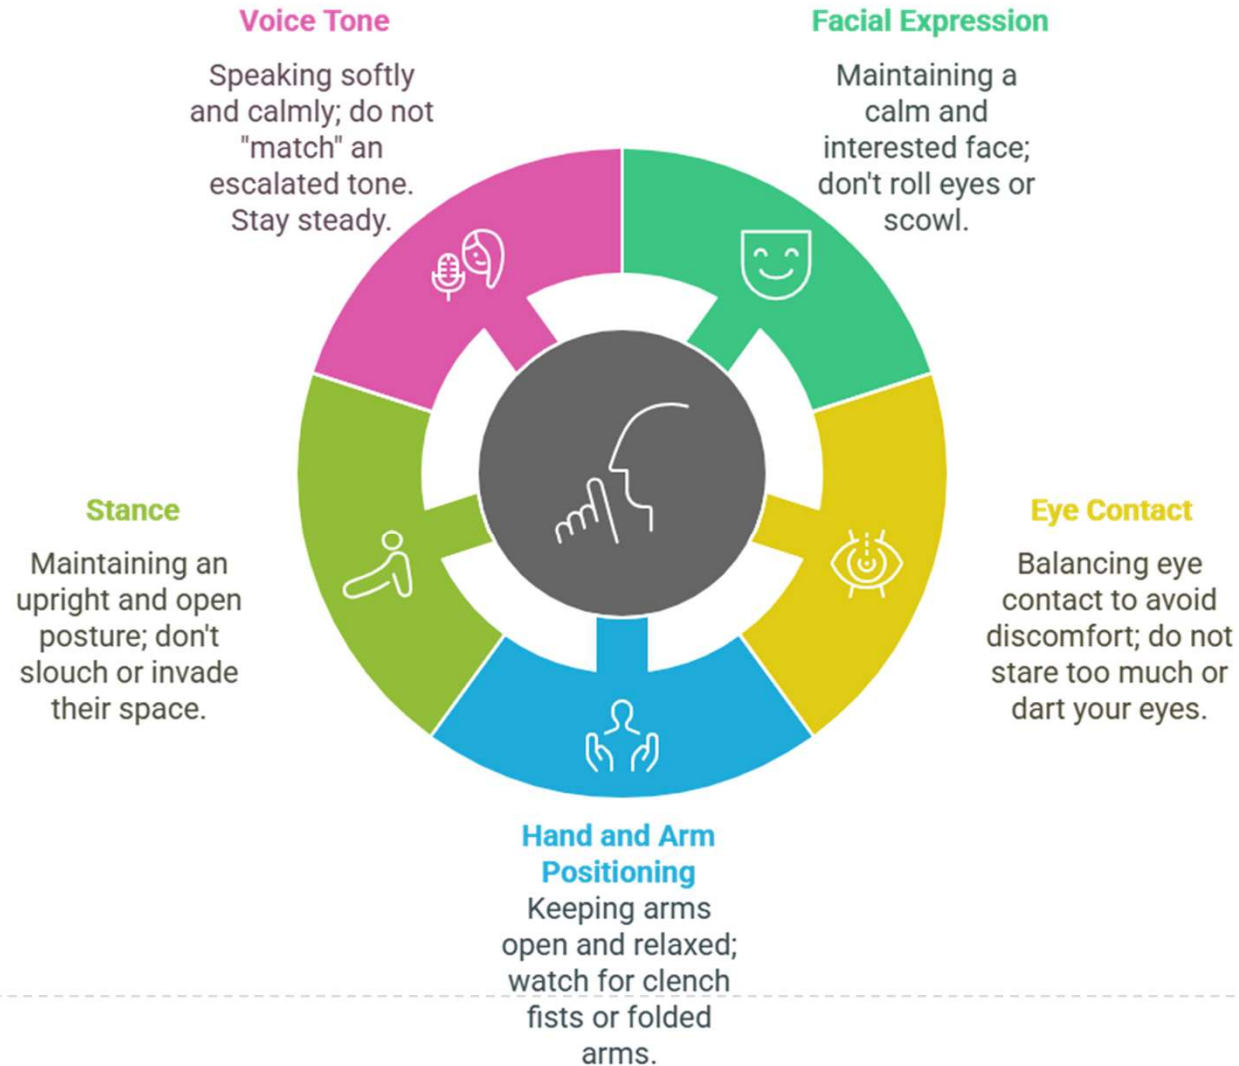 Voice Tone
Speaking softly
and calmly; do not
"match" an
escalated tone.
Stay steady.
Facial Expression
Maintaining a
calm and
interested face;
don't roll eyes or
scowl.
Stance
Maintaining an
upright and open
posture; don't
slouch or invade
their space.
Eye Contact
Balancing eye
contact to avoid
discomfort; do not
stare too much or
dart your eyes.
Hand and Arm
Positioning
Keeping arms
open and relaxed;
watch for clench
fists or folded
arms.